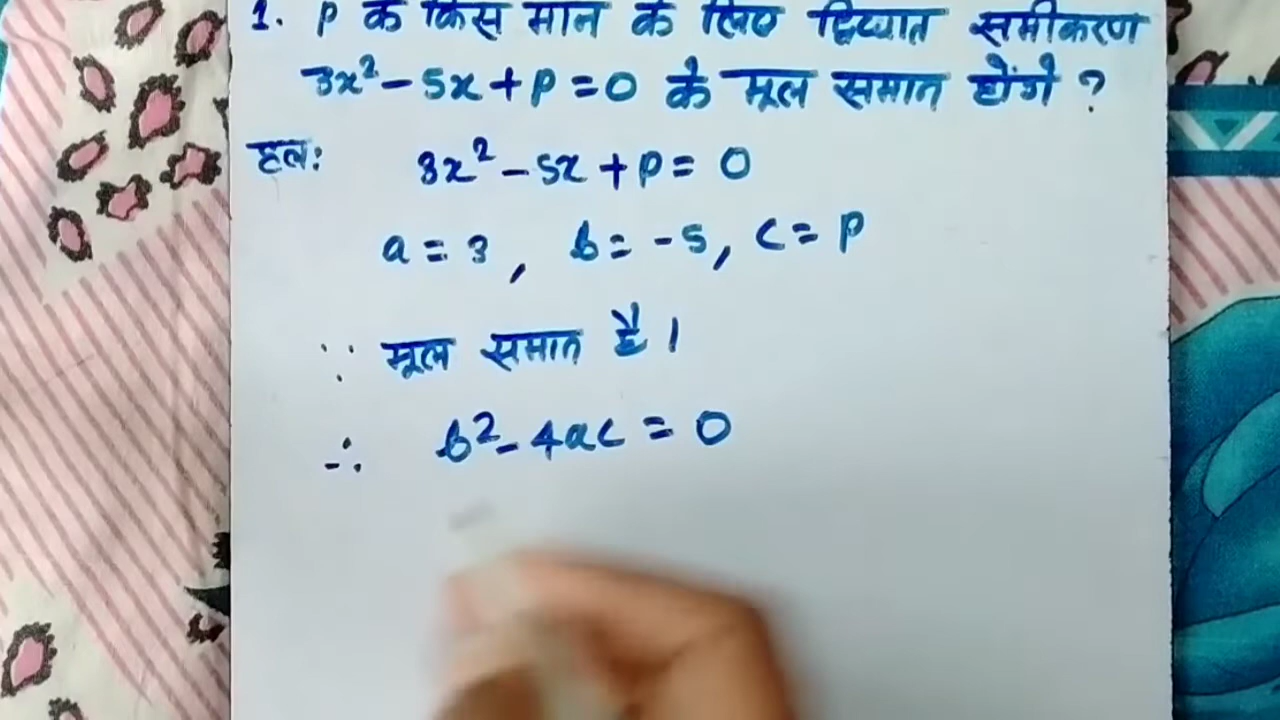 1. P के किस मान के लिए द्विघात समीकरण
3x² - 5x + P = 0 के मूल समान होंगे ?
हल: 3x² - 5x + P = 0
a = 3, b = -5, c = P
∵ मूल समान है।
∴ b² - 4ac = 0